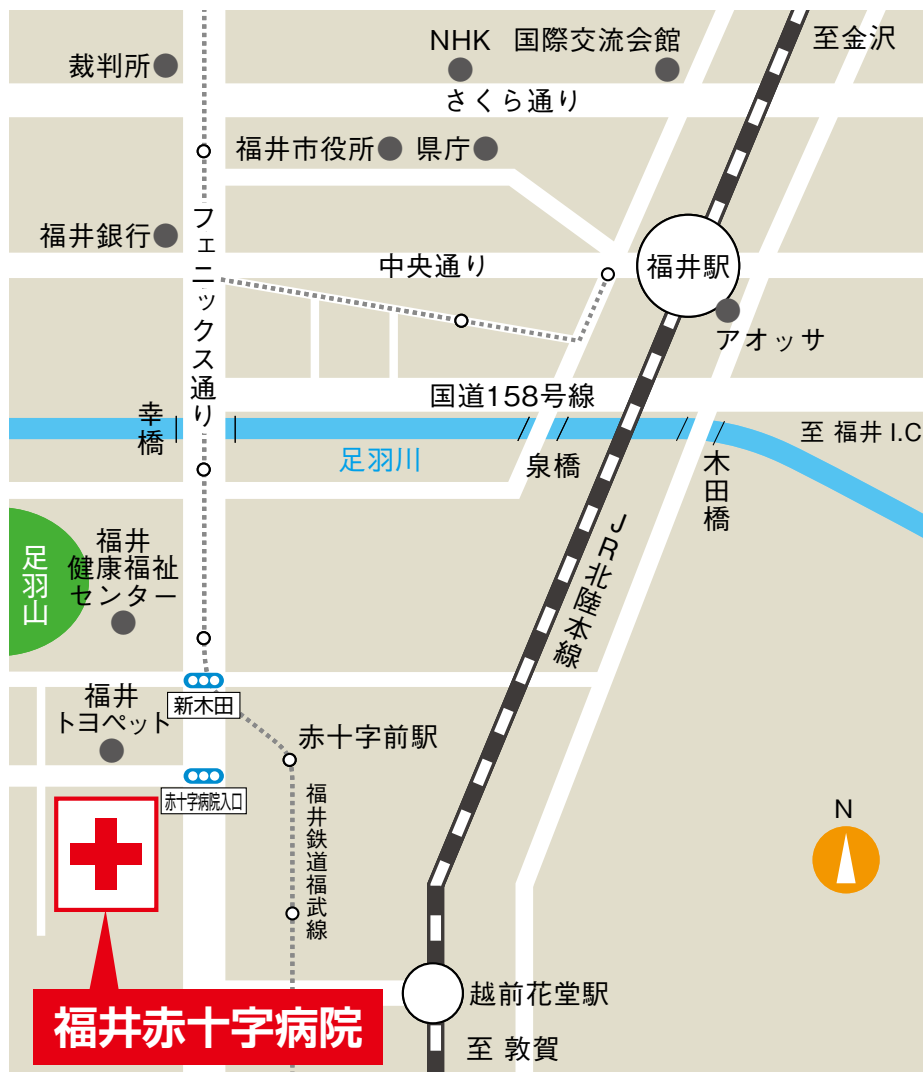 NHK
国際交流会館
至金沢
裁判所
さくら通り
福井市役所
県庁
フェニックス通り
福井銀行
中央通り
福井駅
アオッサ
国道158号線
幸橋
足羽川
泉橋
木田橋
至 福井 I.C
JR北陸本線
足羽山
福井
健康福祉
センター
新木田
福井
トヨペット
赤十字前駅
赤十字病院入口
福井鉄道福武線
N
越前花堂駅
福井赤十字病院
至 敦賀